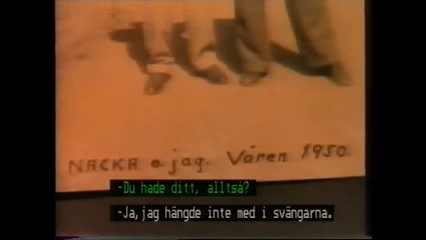 NACKA o jag. Våren 1950.
-Du hade ditt, alltså?
-Ja,jag hängde inte med i svängarna.